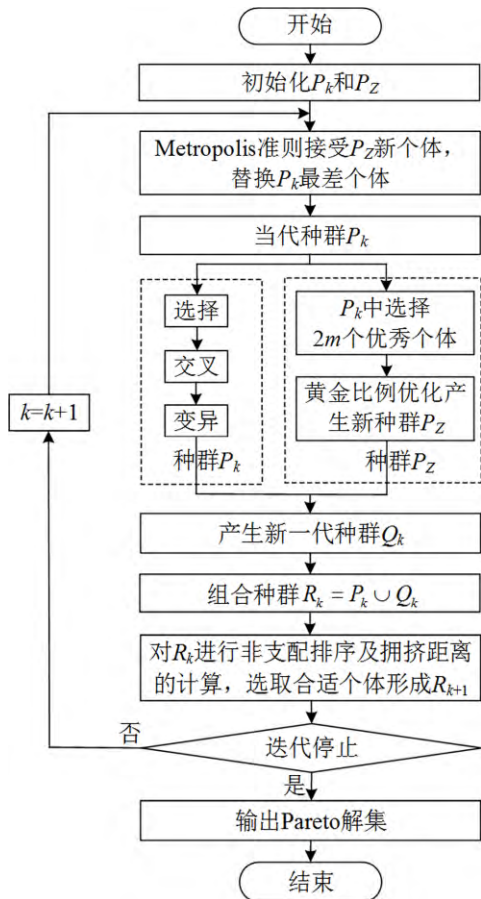 开始
初始化Pk和PZ
Metropolis准则接受PZ新个体,
替换Pk最差个体
当代种群Pk
选择
交叉
变异
种群Pk
Pk中选择
2m个优秀个体
黄金比例优化产
生新种群PZ
种群PZ
k=k+1
产生新一代种群Qk
组合种群Rk = Pk ∪ Qk
对Rk进行非支配排序及拥挤距离
的计算，选取合适个体形成Rk+1
否
迭代停止
是
输出Pareto解集
结束